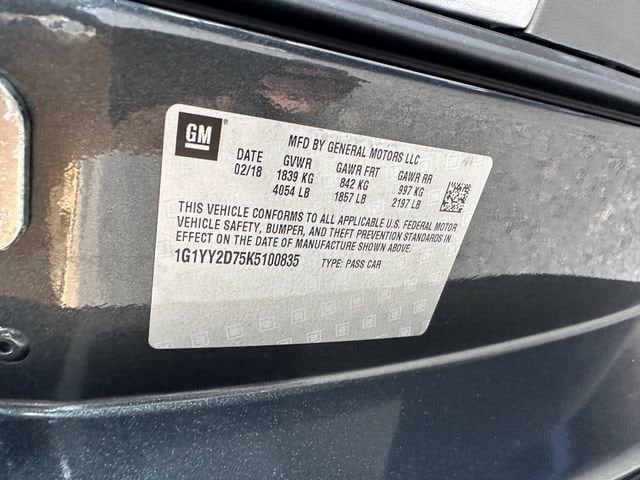 GM
MFD BY GENERAL MOTORS LLC
DATE GVWR GAWR FRT GAWR RR
02/18 1839 KG 842 KG 997 KG
4054 LB 1857 LB 2197 LB
THIS VEHICLE CONFORMS TO ALL APPLICABLE U.S. FEDERAL MOTOR
VEHICLE SAFETY, BUMPER, AND THEFT PREVENTION STANDARDS IN
EFFECT ON THE DATE OF MANUFACTURE SHOWN ABOVE.
1G1YY2D75K5100835 TYPE: PASS CAR